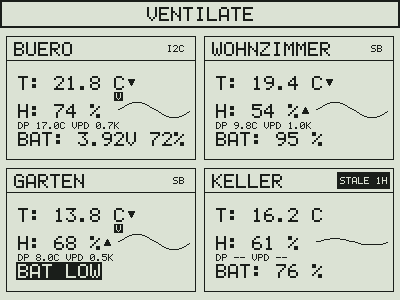 VENTILATE
BUERO I2C
T: 21.8 C▼
V
H: 74 %
DP 17.0C VPD 0.7K
BAT: 3.92V 72%
WOHNZIMMER SB
T: 19.4 C▼
H: 54 %▲
DP 9.8C VPD 1.0K
BAT: 95 %
GARTEN SB
T: 13.8 C▼
V
H: 68 %▲
DP 8.0C VPD 0.5K
BAT LOW
KELLER STALE 1H
T: 16.2 C
H: 61 %
DP -- VPD --
BAT: 76 %